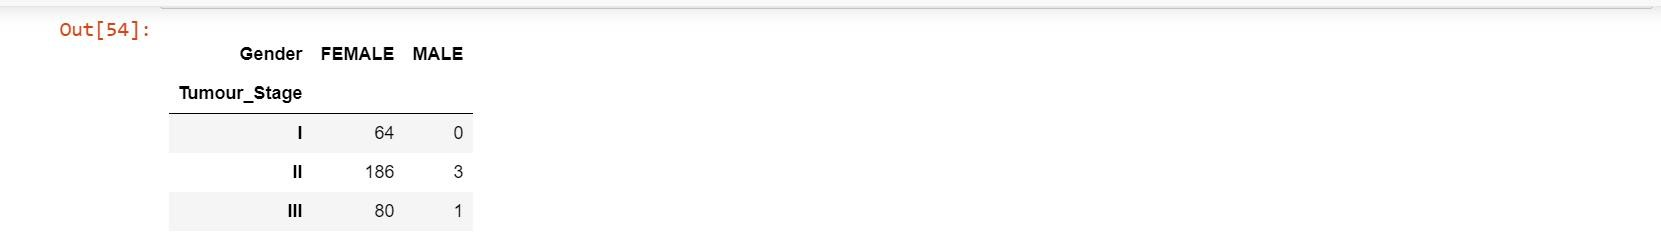 Out[54]:
Gender FEMALE MALE
Tumour_Stage
I 64 0
II 186 3
III 80 1